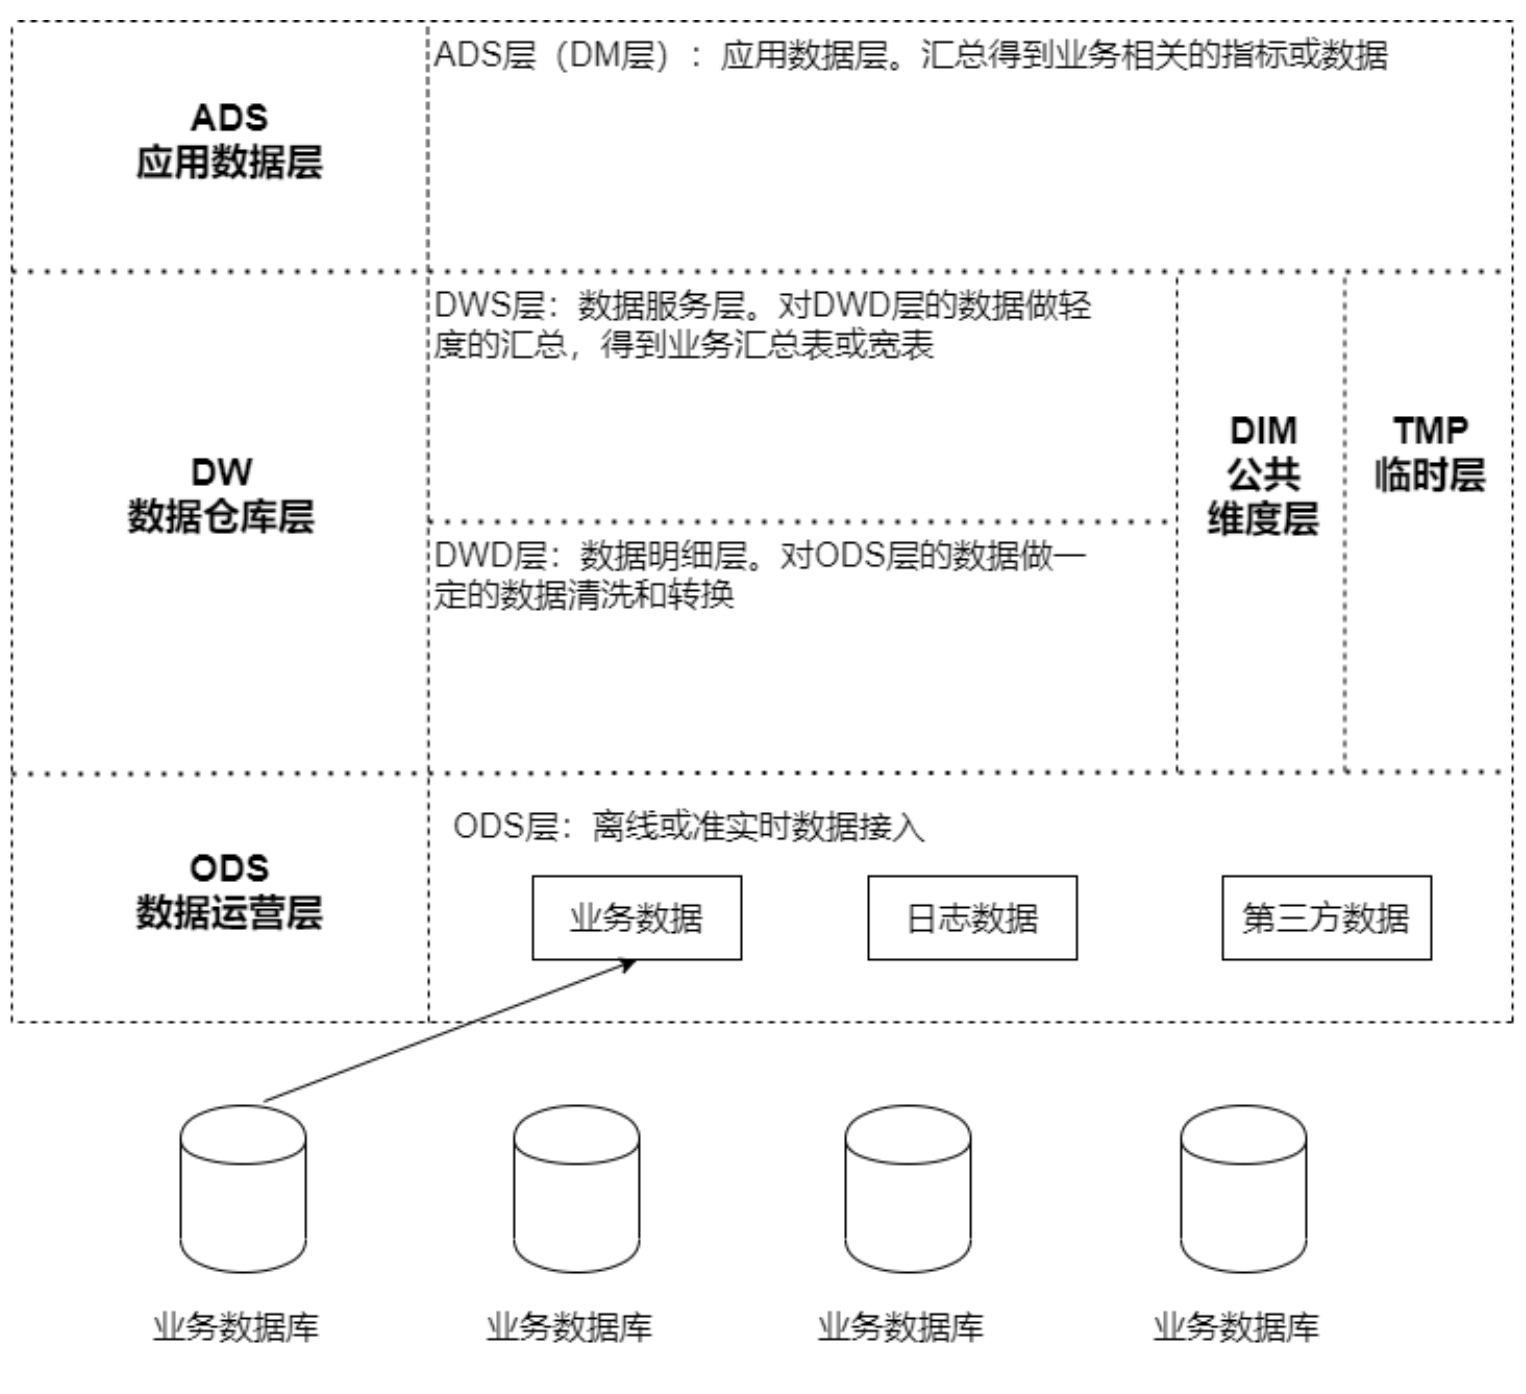 ADS
应用数据层
ADS层（DM层）：应用数据层。汇总得到业务相关的指标或数据
DW
数据仓库层
DWS层：数据服务层。对DWD层的数据做轻
度的汇总，得到业务汇总表或宽表
DWD层：数据明细层。对ODS层的数据做一
定的数据清洗和转换
DIM
公共
维度层
TMP
临时层
ODS
数据运营层
ODS层：离线或准实时数据接入
业务数据
日志数据
第三方数据
业务数据库
业务数据库
业务数据库
业务数据库